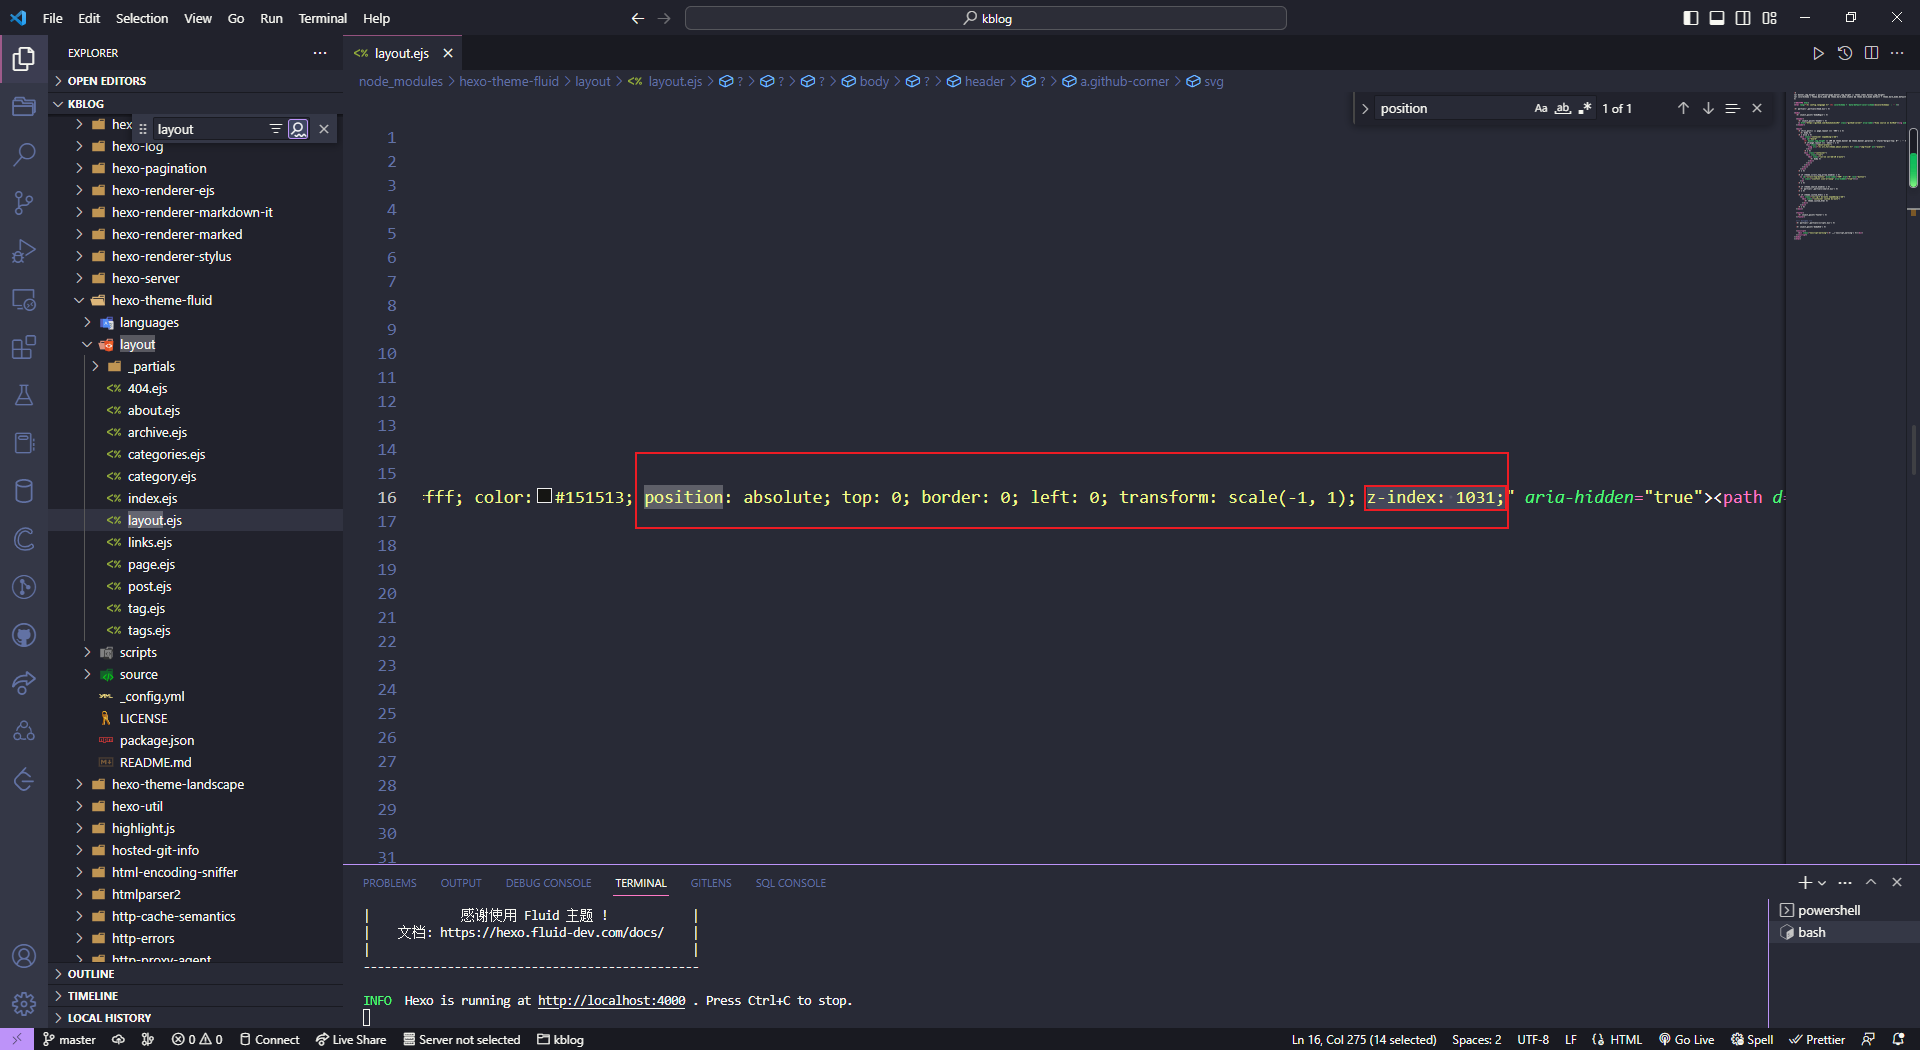 File Edit Selection View Go Run Terminal Help
kblog
EXPLORER
OPEN EDITORS
KBLOG
hex
layout
hexo-log
hexo-pagination
hexo-renderer-ejs
hexo-renderer-markdown-it
hexo-renderer-marked
hexo-renderer-stylus
hexo-server
hexo-theme-fluid
languages
layout
_partials
404.ejs
about.ejs
archive.ejs
categories.ejs
category.ejs
index.ejs
layout.ejs
links.ejs
page.ejs
post.ejs
tag.ejs
tags.ejs
scripts
source
_config.yml
LICENSE
package.json
README.md
hexo-theme-landscape
hexo-util
highlight.js
hosted-git-info
html-encoding-sniffer
htmlparser2
http-cache-semantics
http-errors
http-proxy-agent
OUTLINE
TIMELINE
LOCAL HISTORY
<% layout.ejs
node_modules > hexo-theme-fluid > layout > <% layout.ejs > ? > ? > ? > body > ? > header > ? > a.github-corner > svg
position Aa ab .* 1 of 1
1
2
3
4
5
6
7
8
9
10
11
12
13
14
15
16 fff; color: #151513; position: absolute; top: 0; border: 0; left: 0; transform: scale(-1, 1); z-index: 1031;" aria-hidden="true"><path d=
17
18
19
20
21
22
23
24
25
26
27
28
29
30
31
PROBLEMS OUTPUT DEBUG CONSOLE TERMINAL GITLENS SQL CONSOLE
| 感谢使用 Fluid 主题 ! |
| 文档: https://hexo.fluid-dev.com/docs/ |
| |
------------------------------------------------
INFO Hexo is running at http://localhost:4000 . Press Ctrl+C to stop.
powershell
bash
master 0 0 Connect Live Share Server not selected kblog Ln 16, Col 275 (14 selected) Spaces: 2 UTF-8 LF HTML Go Live Spell Prettier